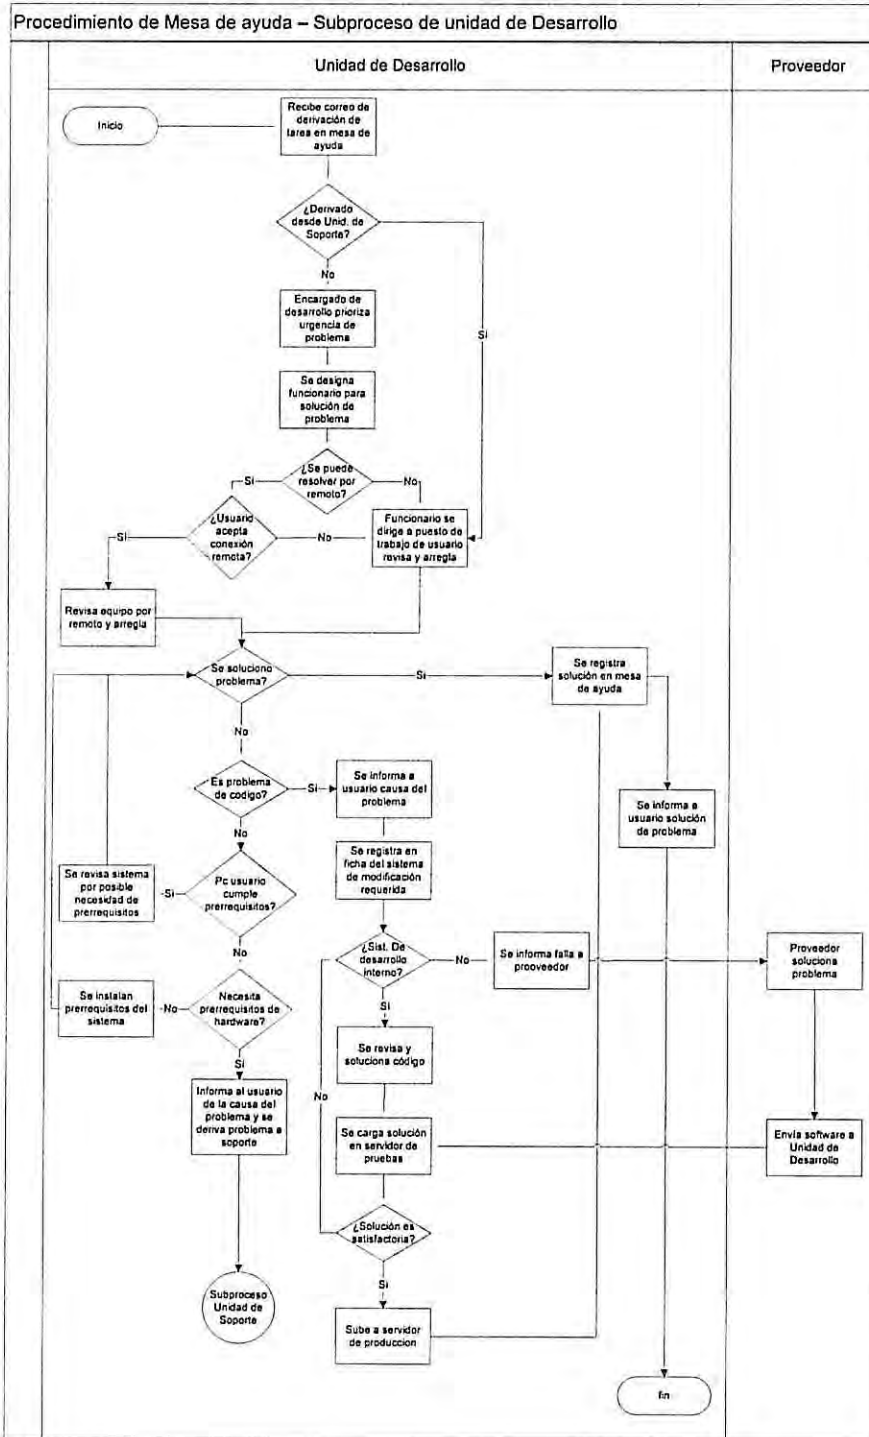 Procedimiento de Mesa de ayuda – Subproceso de unidad de Desarrollo
Unidad de Desarrollo
Proveedor
Inicio
Recibe correo de
derivación de
tarea en mesa de
ayuda
¿Derivado
desde Unid. de
Soporte?
No
Sí
Encargado de
desarrollo prioriza
urgencia de
problema
Se designa
funcionario para
solución de
problema
¿Se puede
resolver por
remoto?
Sí
No
¿Usuario
acepta
conexión
remota?
Sí
No
Funcionario se
dirige a puesto de
trabajo de usuario
revisa y arregla
Revisa equipo por
remoto y arregla
Se soluciono
problema?
Si
No
Se registra
solución en mesa
de ayuda
Es problema
de codigo?
Si
No
Se informa a
usuario causa del
problema
Se informa a
usuario solución
de problema
Se registra en
ficha del sistema
de modificación
requerida
Se revisa sistema
por posible
necesidad de
prerrequisitos
Si
Pc usuario
cumple
prerrequisitos?
No
¿Sist. De
desarrollo
interno?
No
Si
Se informa falla a
prooveedor
Proveedor
soluciona
problema
Se instalan
prerrequisitos del
sistema
No
Necesita
prerrequisitos de
hardware?
Si
Se revisa y
soluciona código
No
Informa al usuario
de la causa del
problema y se
deriva problema a
soporte
Se carga solución
en servidor de
pruebas
Envía software a
Unidad de
Desarrollo
¿Solución es
satisfactoria?
Si
Subproceso
Unidad de
Soporte
Sube a servidor
de produccion
fin